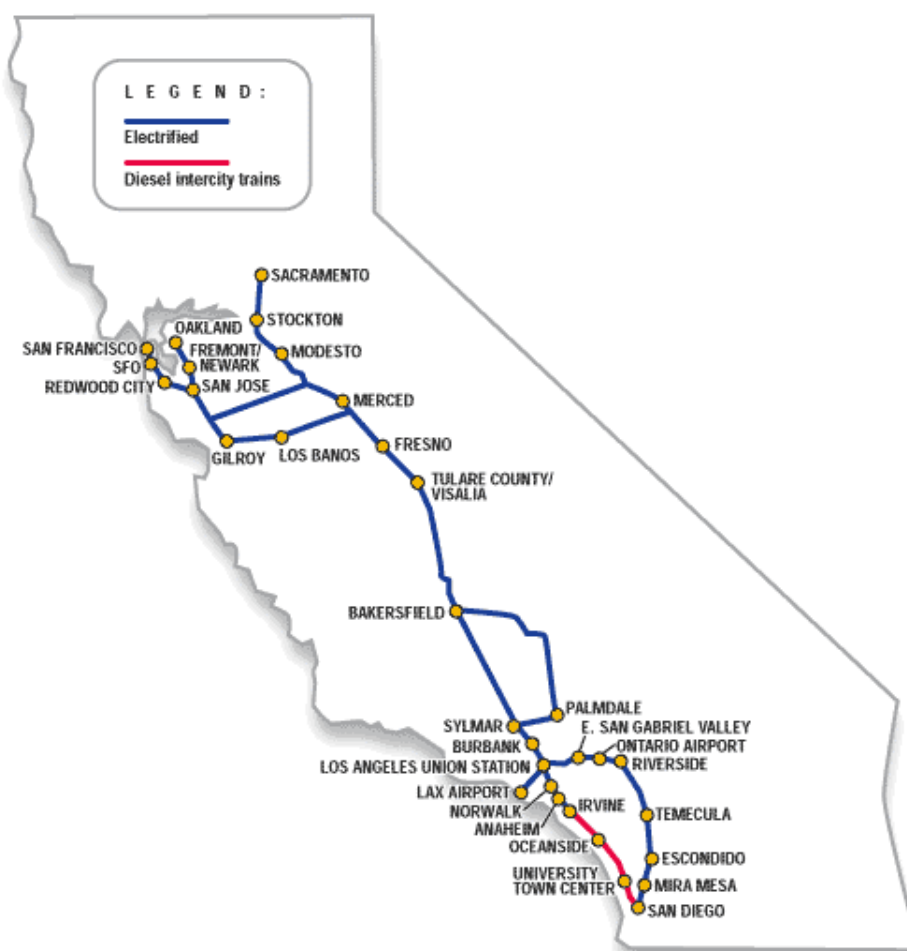 L E G E N D :
Electrified
Diesel intercity trains
SACRAMENTO
STOCKTON
OAKLAND
SAN FRANCISCO
FREMONT/
NEWARK
MODESTO
SFO
REDWOOD CITY
SAN JOSE
MERCED
GILROY
LOS BANOS
FRESNO
TULARE COUNTY/
VISALIA
BAKERSFIELD
PALMDALE
SYLMAR
E. SAN GABRIEL VALLEY
BURBANK
ONTARIO AIRPORT
LOS ANGELES UNION STATION
RIVERSIDE
LAX AIRPORT
NORWALK
IRVINE
ANAHEIM
TEMECULA
OCEANSIDE
ESCONDIDO
UNIVERSITY
TOWN CENTER
MIRA MESA
SAN DIEGO